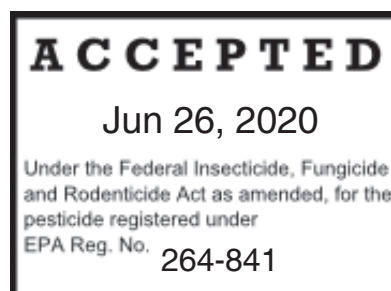 ACCEPTED
Jun 26, 2020
Under the Federal Insecticide, Fungicide
and Rodenticide Act as amended, for the
pesticide registered under
EPA Reg. No. 264-841